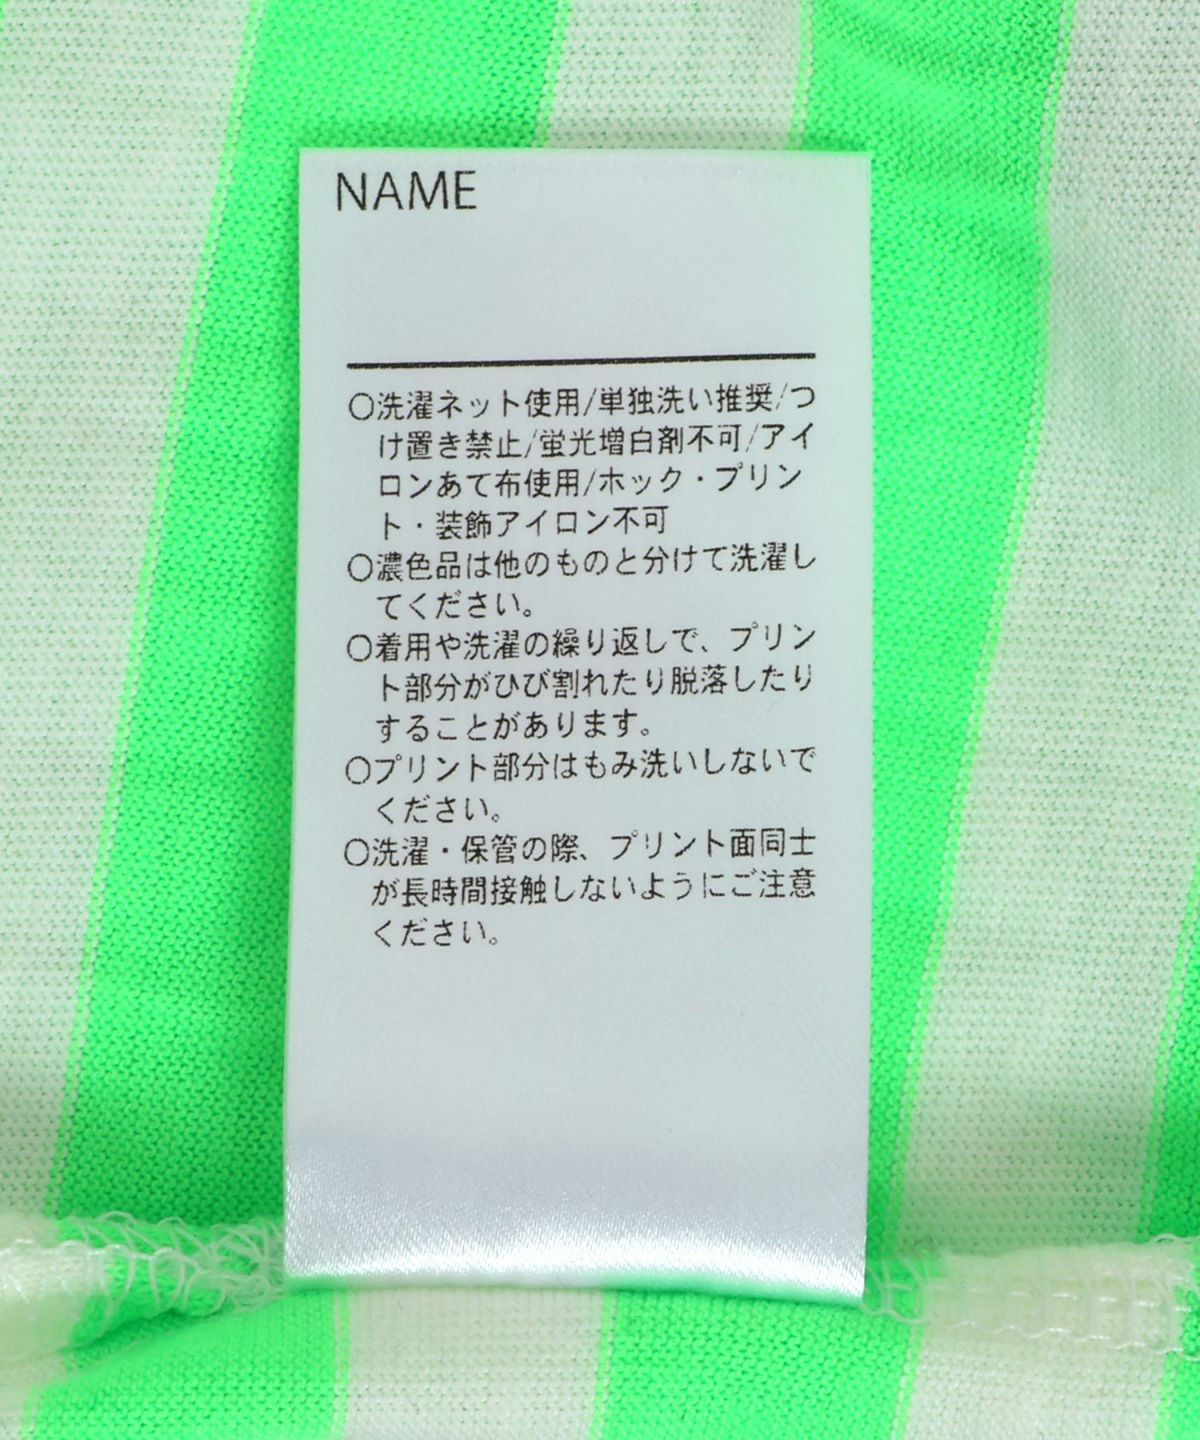 NAME
○洗濯ネット使用/単独洗い推奨/つ
け置き禁止/蛍光増白剤不可/アイ
ロンあて布使用/ホック・プリン
ト・装飾アイロン不可
○濃色品は他のものと分けて洗濯し
てください。
○着用や洗濯の繰り返しで、プリン
ト部分がひび割れたり脱落したり
することがあります。
○プリント部分はもみ洗いしないで
ください。
○洗濯・保管の際、プリント面同士
が長時間接触しないようにご注意
ください。